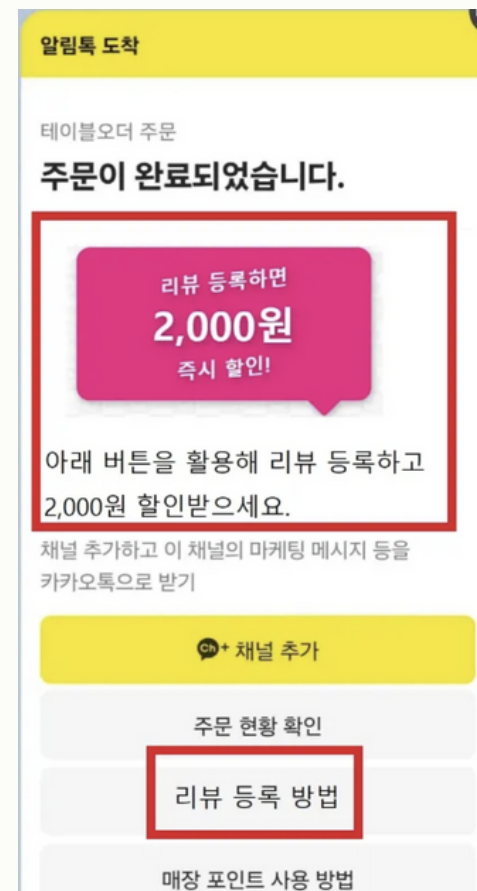 알림톡 도착
테이블오더 주문
주문이 완료되었습니다.
리뷰 등록하면
2,000원
즉시 할인!
아래 버튼을 활용해 리뷰 등록하고
2,000원 할인받으세요.
채널 추가하고 이 채널의 마케팅 메시지 등을
카카오톡으로 받기
Ch+ 채널 추가
주문 현황 확인
리뷰 등록 방법
매장 포인트 사용 방법